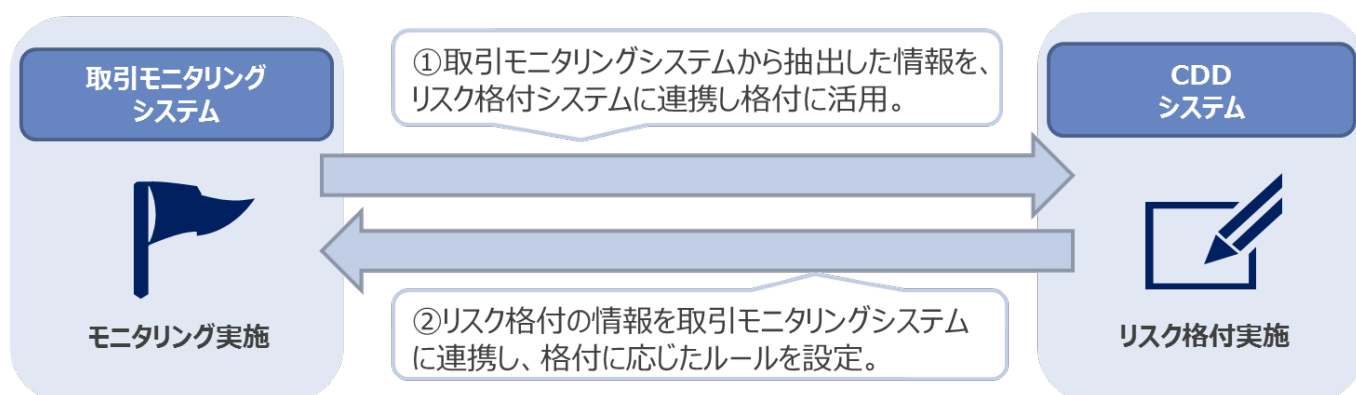 取引モニタリング
システム
モニタリング実施
①取引モニタリングシステムから抽出した情報を、
リスク格付システムに連携し格付に活用。
②リスク格付の情報を取引モニタリングシステム
に連携し、格付に応じたルールを設定。
CDD
システム
リスク格付実施